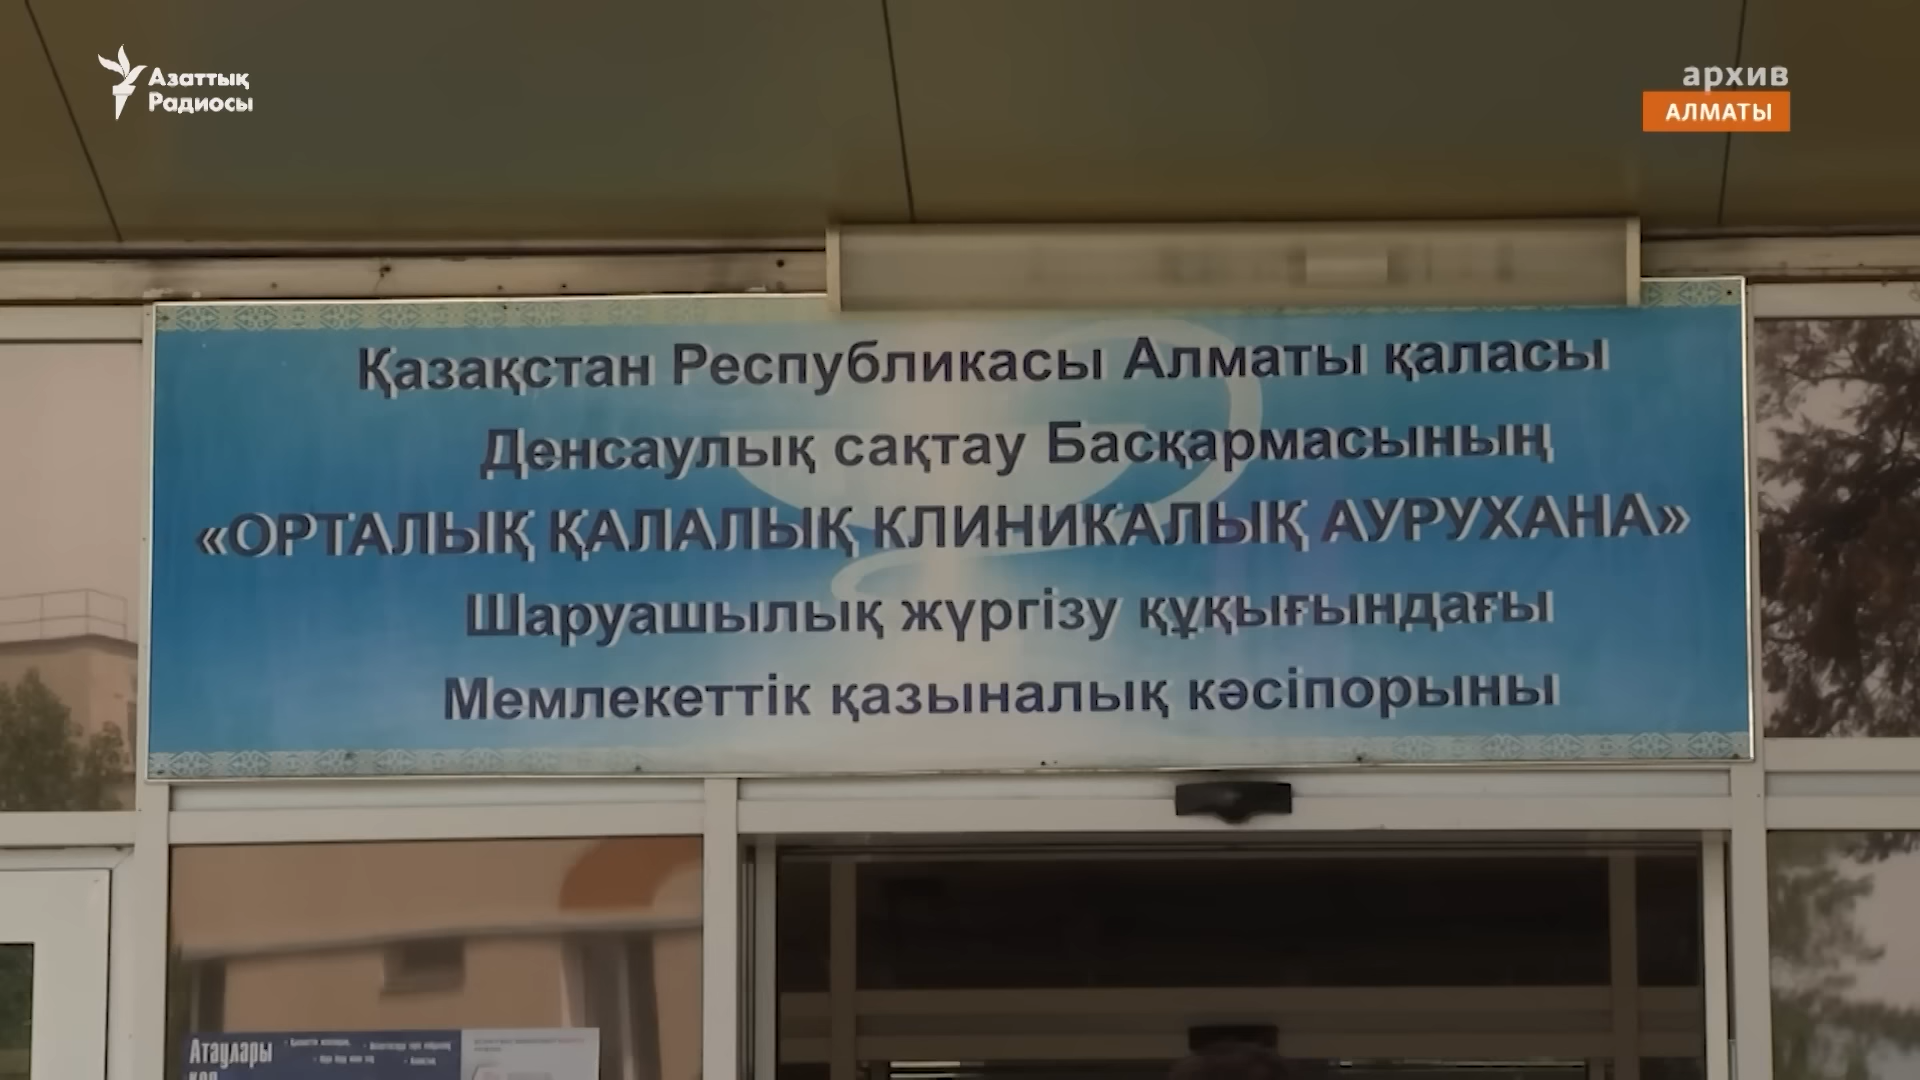 Азаттық
Радиосы
архив
АЛМАТЫ
Қазақстан Республикасы Алматы қаласы
Денсаулық сақтау Басқармасының
«ОРТАЛЫҚ ҚАЛАЛЫҚ КЛИНИКАЛЫҚ АУРУХАНА»
Шаруашылық жүргізу құқығындағы
Мемлекеттік қазыналық кәсіпорыны
Атаулары